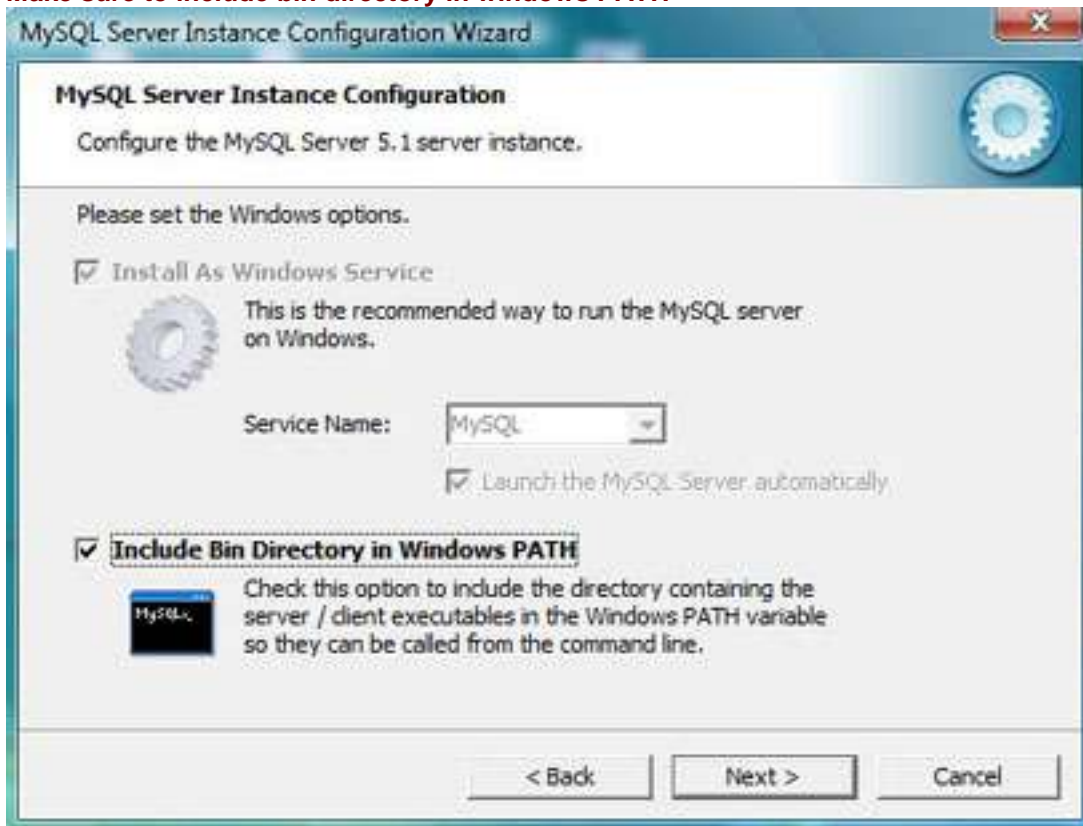 Make sure to include bin directory in windows PATH
MySQL Server Instance Configuration Wizard
MySQL Server Instance Configuration
Configure the MySQL Server 5.1 server instance.
Please set the Windows options.
Install As Windows Service
This is the recommended way to run the MySQL server
on Windows.
Service Name:
MySQL
Launch the MySQL Server automatically
Include Bin Directory in Windows PATH
Check this option to include the directory containing the
server / client executables in the Windows PATH variable
so they can be called from the command line.
< Back
Next >
Cancel